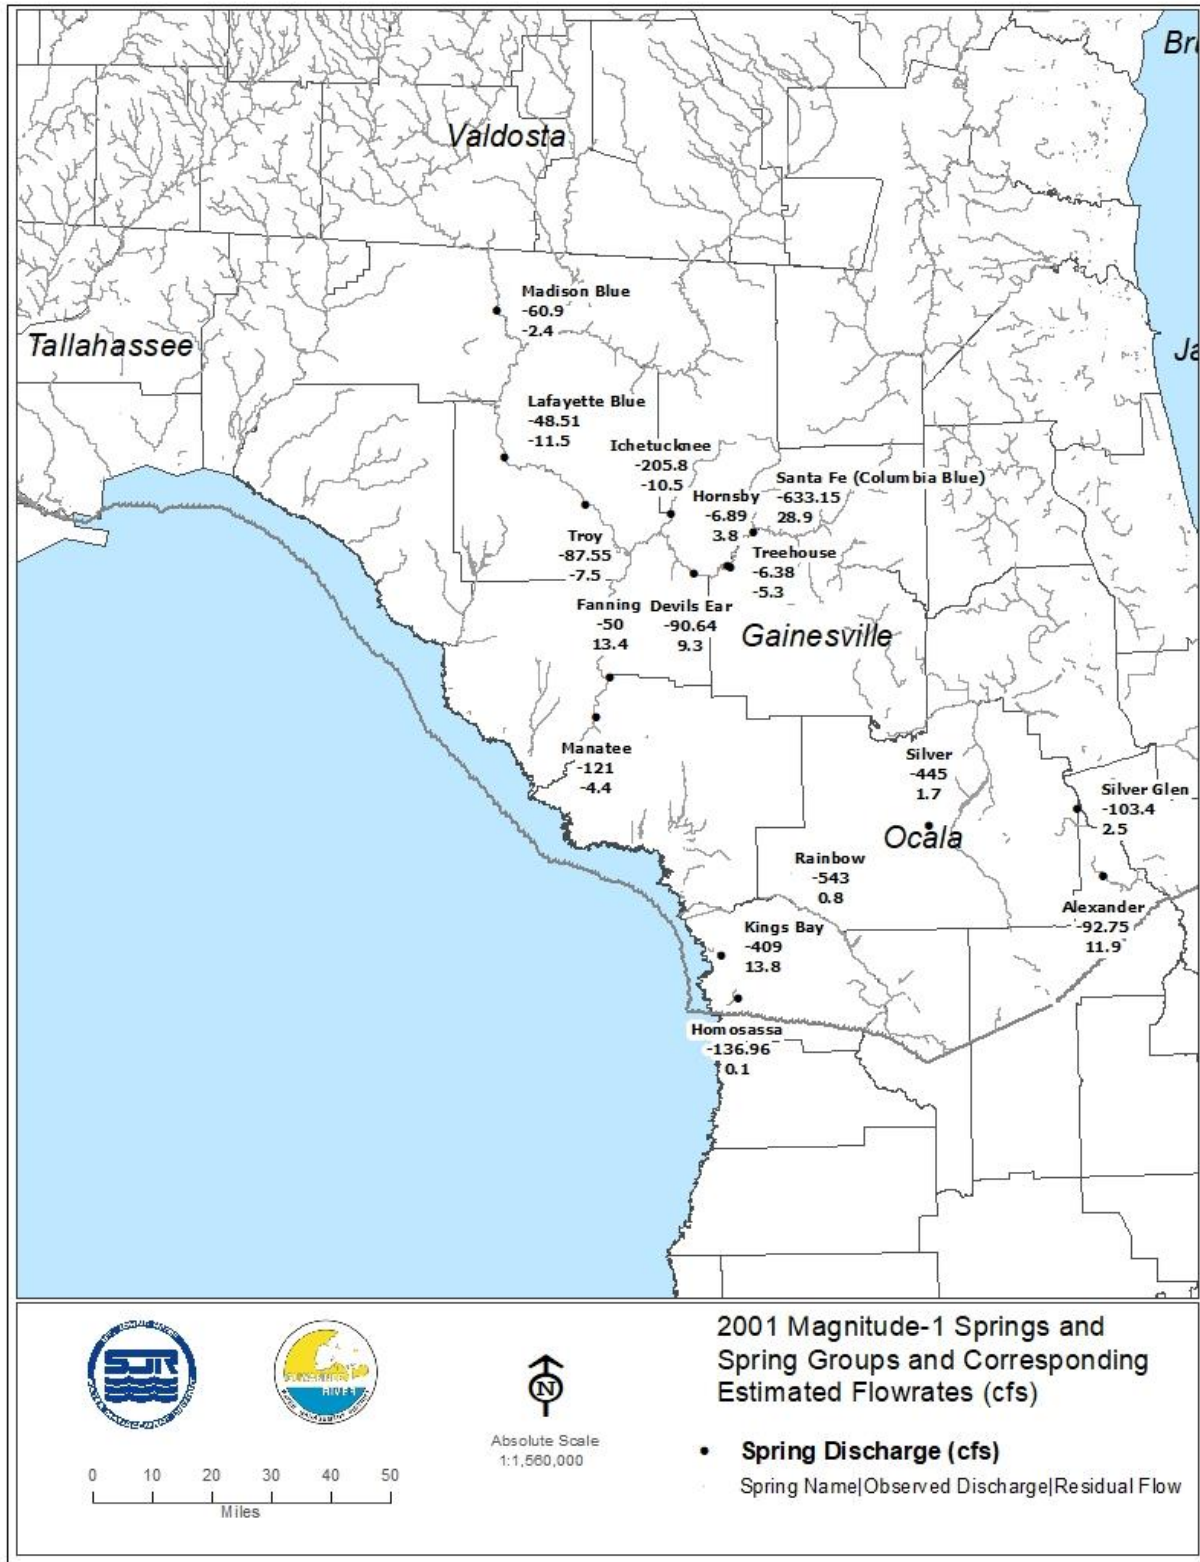 Bru
Valdosta
Madison Blue
-60.9
-2.4
Tallahassee
Ja
Lafayette Blue
-48.51
-11.5
Ichetucknee
-205.8
-10.5
Santa Fe (Columbia Blue)
-633.15
28.9
Hornsby
-6.89
3.8
Troy
-87.55
-7.5
Treehouse
-6.38
-5.3
Fanning
-50
13.4
Devils Ear
-90.64
9.3
Gainesville
Manatee
-121
-4.4
Silver
-445
1.7
Silver Glen
-103.4
2.5
Ocala
Rainbow
-543
0.8
Alexander
-92.75
11.9
Kings Bay
-409
13.8
Homosassa
-136.96
0.1
2001 Magnitude-1 Springs and
Spring Groups and Corresponding
Estimated Flowrates (cfs)
SJR
RIVER
N
Absolute Scale
1:1,560,000
0 10 20 30 40 50
Miles
Spring Discharge (cfs)
Spring Name|Observed Discharge|Residual Flow